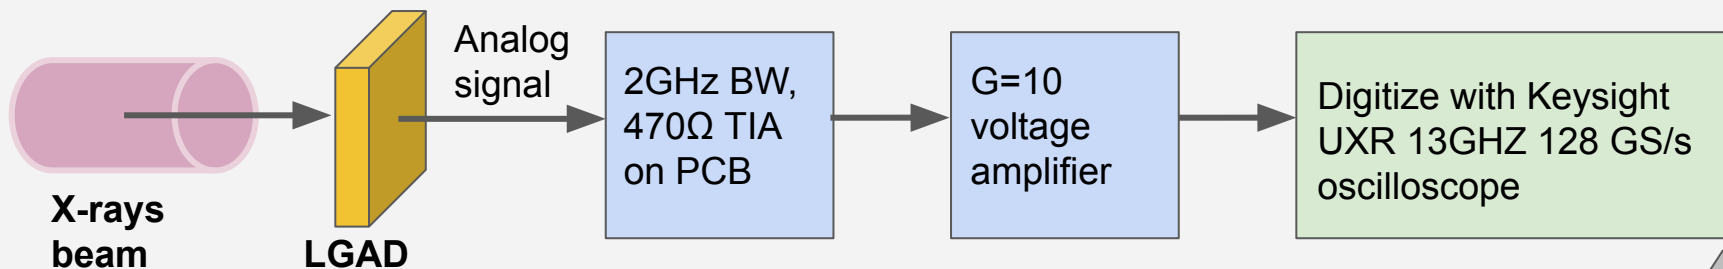 X-rays
beam
LGAD
Analog
signal
2GHz BW,
470Ω TIA
on PCB
G=10
voltage
amplifier
Digitize with Keysight
UXR 13GHZ 128 GS/s
oscilloscope